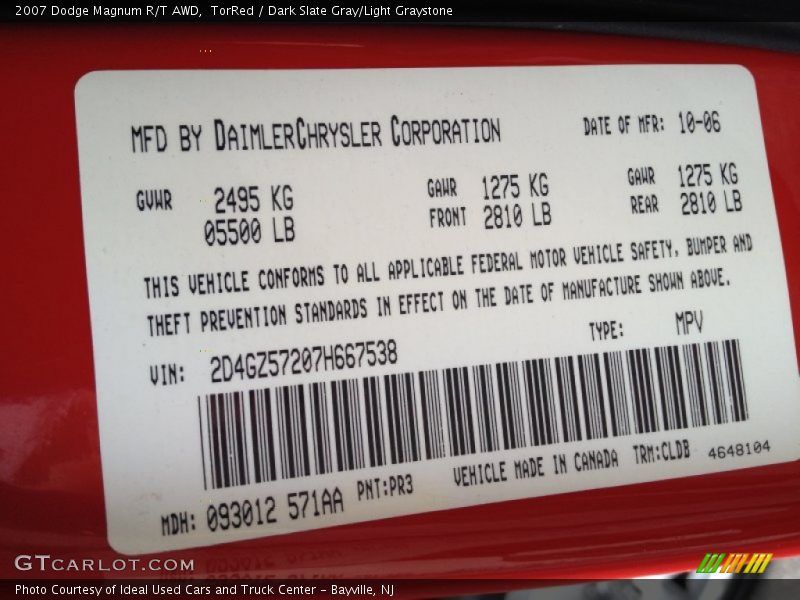 2007 Dodge Magnum R/T AWD,  TorRed / Dark Slate Gray/Light Graystone
MFD BY DAIMLERCHRYSLER CORPORATION DATE OF MFR: 10-06
GVWR 2495 KG GAWR 1275 KG GAWR 1275 KG
05500 LB FRONT 2810 LB REAR 2810 LB
THIS VEHICLE CONFORMS TO ALL APPLICABLE FEDERAL MOTOR VEHICLE SAFETY, BUMPER AND
THEFT PREVENTION STANDARDS IN EFFECT ON THE DATE OF MANUFACTURE SHOWN ABOVE.
VIN: 2D4GZ57207H667538 TYPE: MPV
MDH: 093012 571AA PNT:PR3 VEHICLE MADE IN CANADA TRM:CLDB 4648104
GTCARLOT.COM
Photo Courtesy of Ideal Used Cars and Truck Center – Bayville, NJ